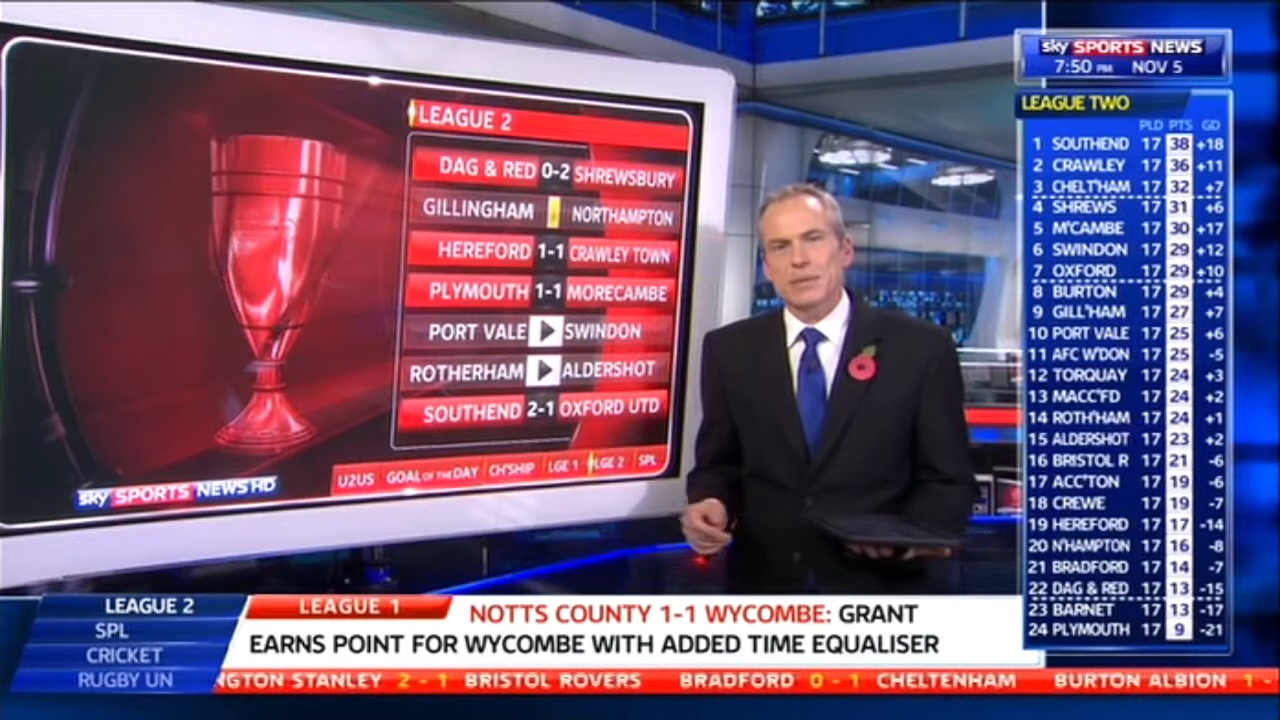 LEAGUE 2
DAG & RED 0-2 SHREWSBURY
GILLINGHAM NORTHAMPTON
HEREFORD 1-1 CRAWLEY TOWN
PLYMOUTH 1-1 MORECAMBE
PORT VALE SWINDON
ROTHERHAM ALDERSHOT
SOUTHEND 2-1 OXFORD UTD
U2US GOAL OF THE DAY CH'SHIP LGE 1 LGE 2 SPL
sky SPORTS NEWS HD
sky SPORTS NEWS
7:50 PM NOV 5
LEAGUE TWO
PLD PTS GD
1 SOUTHEND 17 38 +18
2 CRAWLEY 17 36 +11
3 CHELT'HAM 17 32 +7
4 SHREWS 17 31 +6
5 M'CAMBE 17 30 +17
6 SWINDON 17 29 +12
7 OXFORD 17 29 +10
8 BURTON 17 29 +4
9 GILL'HAM 17 27 +7
10 PORT VALE 17 25 +6
11 AFC W'DON 17 25 -5
12 TORQUAY 17 24 +3
13 MACC'FD 17 24 +2
14 ROTH'HAM 17 24 +1
15 ALDERSHOT 17 23 +2
16 BRISTOL R 17 21 -6
17 ACC'TON 17 19 -6
18 CREWE 17 19 -7
19 HEREFORD 17 17 -14
20 N'HAMPTON 17 16 -8
21 BRADFORD 17 14 -7
22 DAG & RED 17 13 -15
23 BARNET 17 13 -17
24 PLYMOUTH 17 9 -21
LEAGUE 2
SPL
CRICKET
RUGBY UN
LEAGUE 1
NOTTS COUNTY 1-1 WYCOMBE: GRANT
EARNS POINT FOR WYCOMBE WITH ADDED TIME EQUALISER
NGTON STANLEY 2 - 1 BRISTOL ROVERS BRADFORD 0 - 1 CHELTENHAM BURTON ALBION 1 -